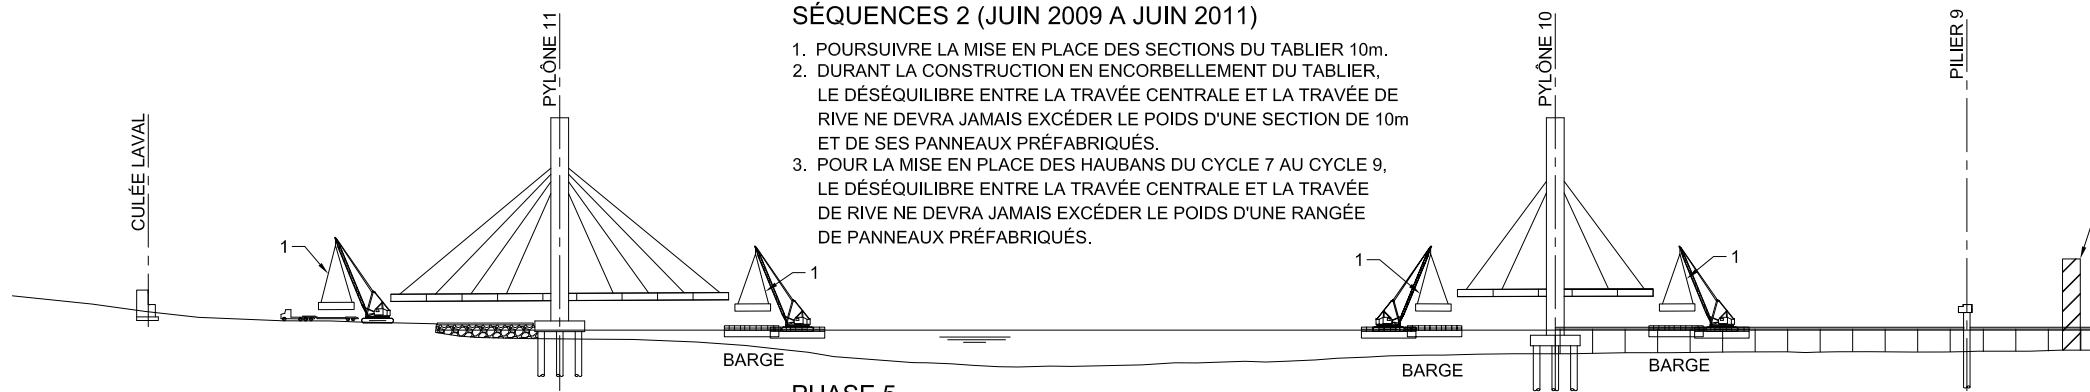 SÉQUENCES 2 (JUIN 2009 A JUIN 2011)
1. POURSUIVRE LA MISE EN PLACE DES SECTIONS DU TABLIER 10m.
2. DURANT LA CONSTRUCTION EN ENCORBELLEMENT DU TABLIER,
LE DÉSÉQUILIBRE ENTRE LA TRAVÉE CENTRALE ET LA TRAVÉE DE
RIVE NE DEVRA JAMAIS EXCÉDER LE POIDS D'UNE SECTION DE 10m
ET DE SES PANNEAUX PRÉFABRIQUÉS.
3. POUR LA MISE EN PLACE DES HAUBANS DU CYCLE 7 AU CYCLE 9,
LE DÉSÉQUILIBRE ENTRE LA TRAVÉE CENTRALE ET LA TRAVÉE
DE RIVE NE DEVRA JAMAIS EXCÉDER LE POIDS D'UNE RANGÉE
DE PANNEAUX PRÉFABRIQUÉS.
CULÉE LAVAL
PYLÔNE 11
PYLÔNE 10
PILIER 9
1
1
1
1
BARGE
BARGE
BARGE
PHASE 5